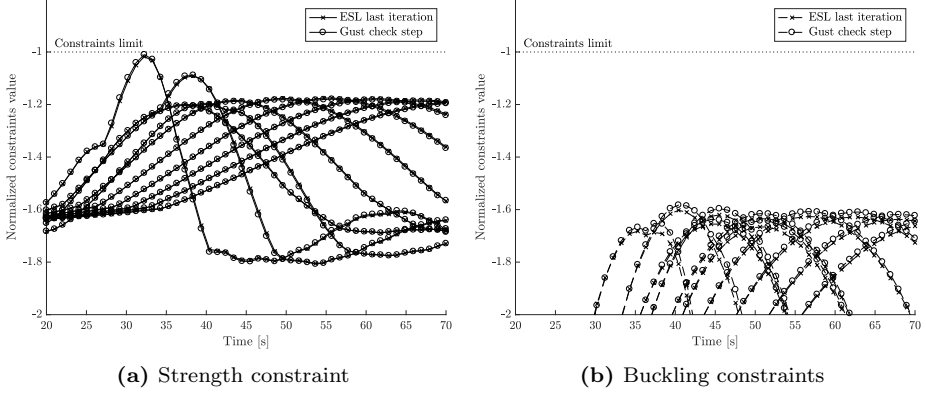 ESL last iteration
Gust check step
Constraints limit
Normalized constraints value
-1
-1.2
-1.4
-1.6
-1.8
-2
20 25 30 35 40 45 50 55 60 65 70
Time [s]
(a) Strength constraint
ESL last iteration
Gust check step
Constraints limit
Normalized constraints value
-1
-1.2
-1.4
-1.6
-1.8
-2
20 20 30 35 40 45 50 55 60 65 70
Time [s]
(b) Buckling constraints